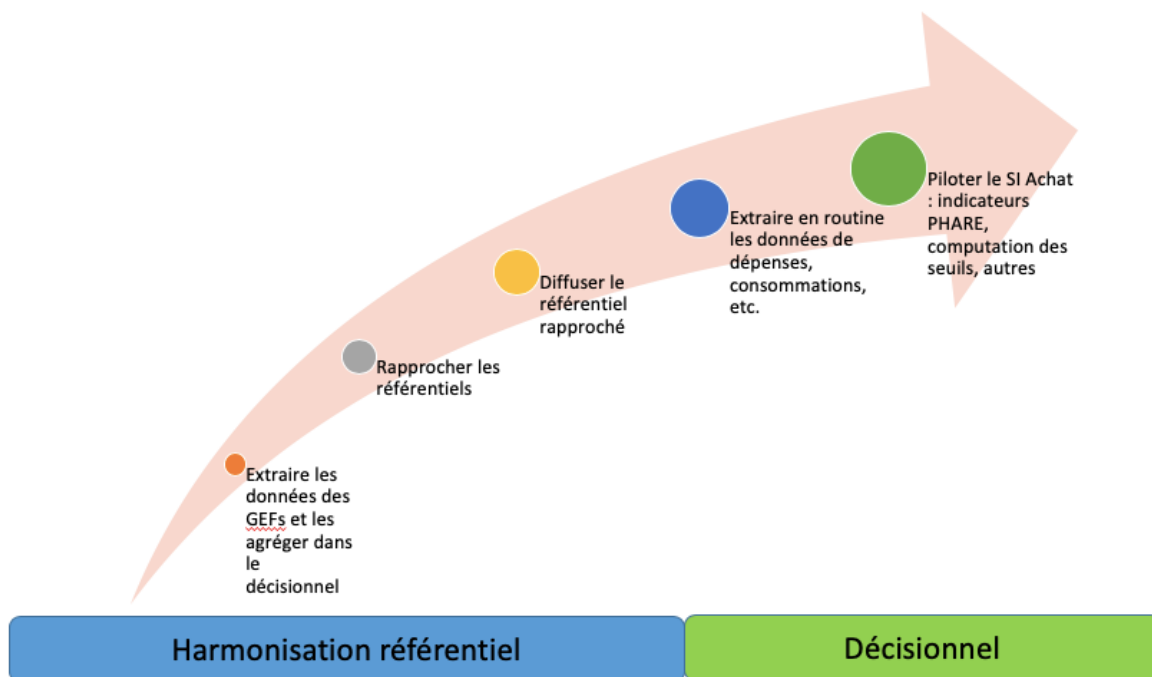 Extraire les
données des
GEFs et les
agréger dans
le
décisionnel
Rapprocher les
référentiels
Diffuser le
référentiel
rapproché
Extraire en routine
les données de
dépenses,
consommations,
etc.
Piloter le SI Achat
: indicateurs
PHARE,
computation des
seuils, autres
Harmonisation référentiel
Décisionnel